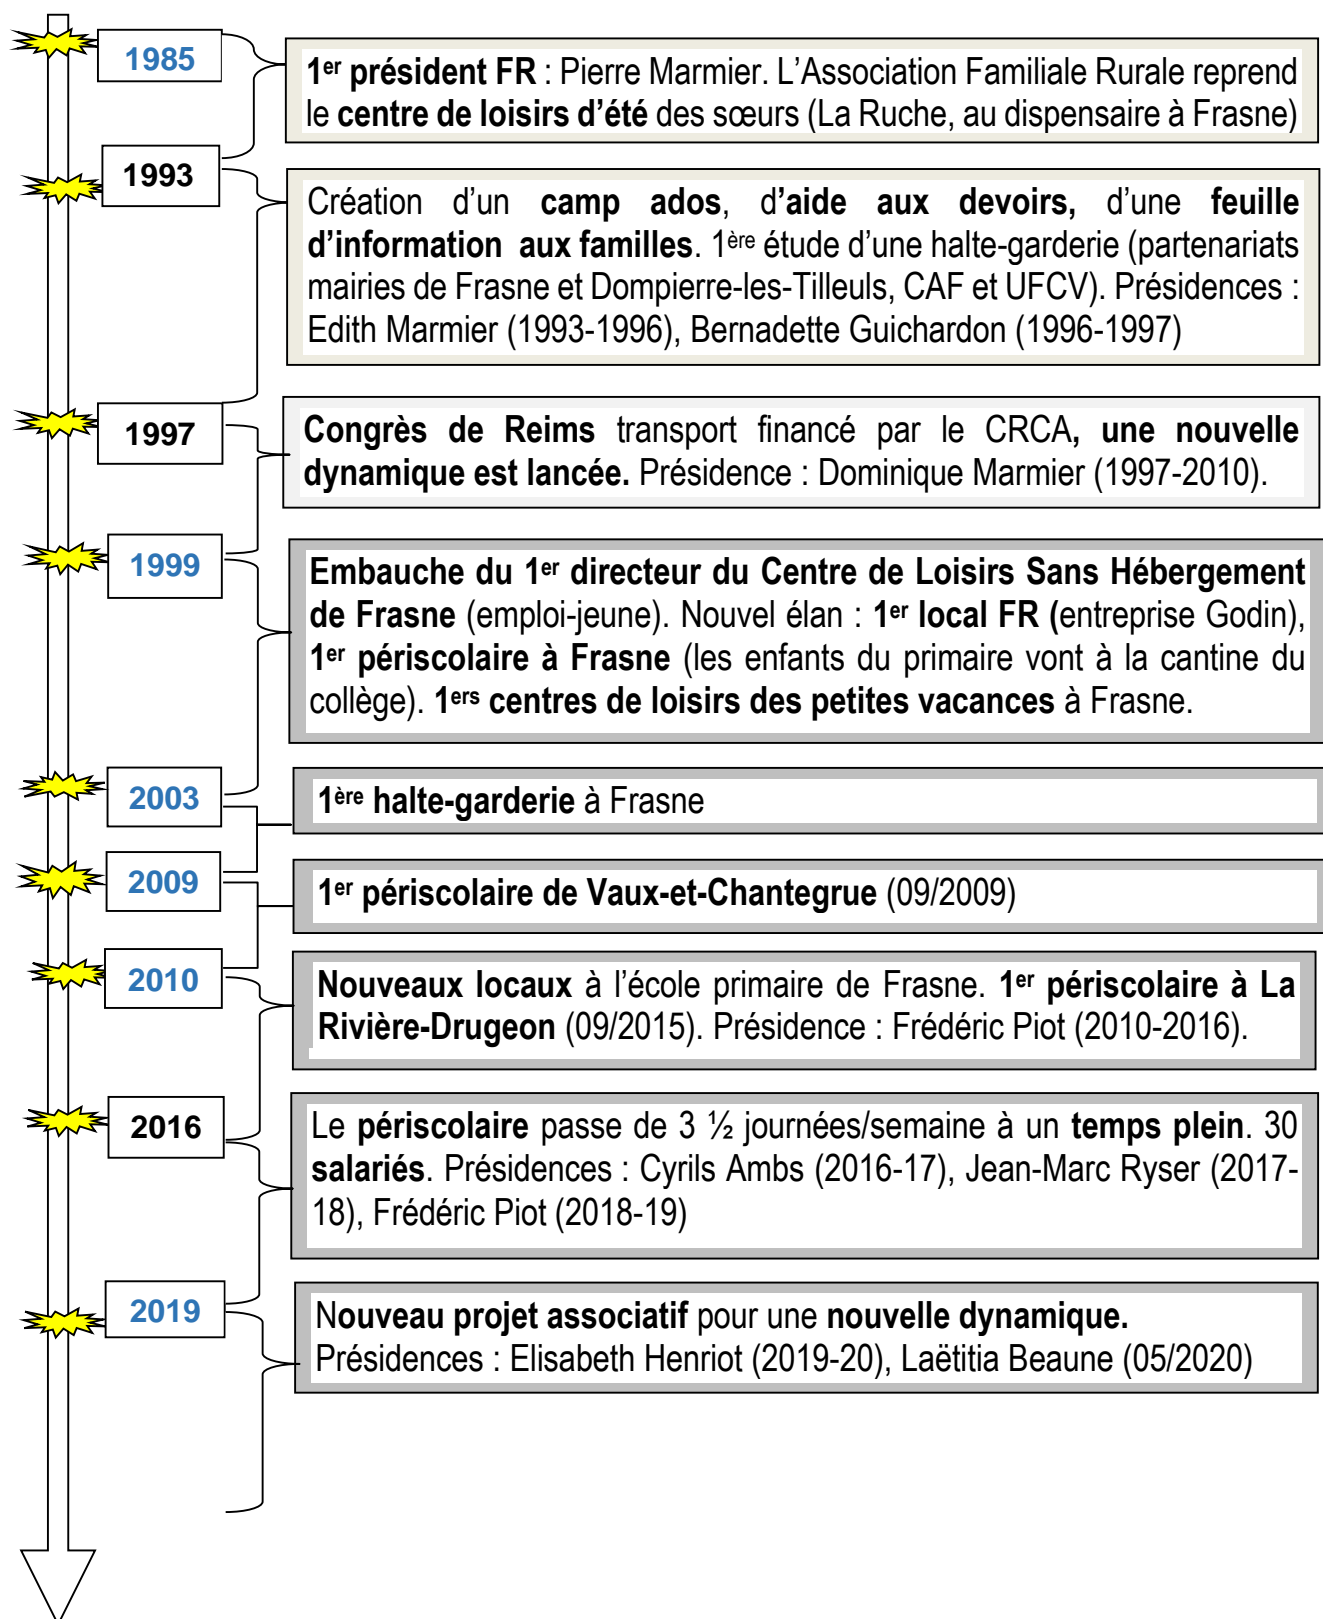 1985
1er président FR : Pierre Marmier. L’Association Familiale Rurale reprend
le centre de loisirs d’été des sœurs (La Ruche, au dispensaire à Frasne)
1993
Création d’un camp ados, d’aide aux devoirs, d’une feuille
d’information aux familles. 1ère étude d’une halte-garderie (partenariats
mairies de Frasne et Dompierre-les-Tilleuls, CAF et UFCV). Présidences :
Edith Marmier (1993-1996), Bernadette Guichardon (1996-1997)
1997
Congrès de Reims transport financé par le CRCA, une nouvelle
dynamique est lancée. Présidence : Dominique Marmier (1997-2010).
1999
Embauche du 1er directeur du Centre de Loisirs Sans Hébergement
de Frasne (emploi-jeune). Nouvel élan : 1er local FR (entreprise Godin),
1er périscolaire à Frasne (les enfants du primaire vont à la cantine du
collège). 1ers centres de loisirs des petites vacances à Frasne.
2003
1ère halte-garderie à Frasne
2009
1er périscolaire de Vaux-et-Chantegrue (09/2009)
2010
Nouveaux locaux à l’école primaire de Frasne. 1er périscolaire à La
Rivière-Drugeon (09/2015). Présidence : Frédéric Piot (2010-2016).
2016
Le périscolaire passe de 3 ½ journées/semaine à un temps plein. 30
salariés. Présidences : Cyrils Ambs (2016-17), Jean-Marc Ryser (2017-
18), Frédéric Piot (2018-19)
2019
Nouveau projet associatif pour une nouvelle dynamique.
Présidences : Elisabeth Henriot (2019-20), Laëtitia Beaune (05/2020)